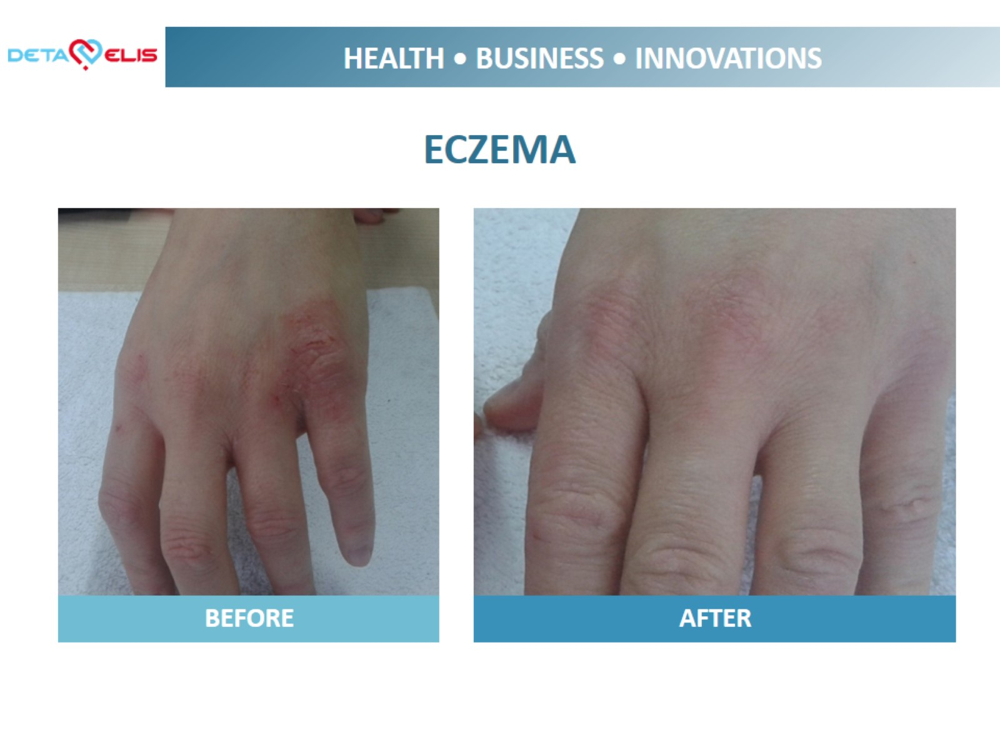 DETA ELIS
HEALTH • BUSINESS • INNOVATIONS
ECZEMA
BEFORE
AFTER